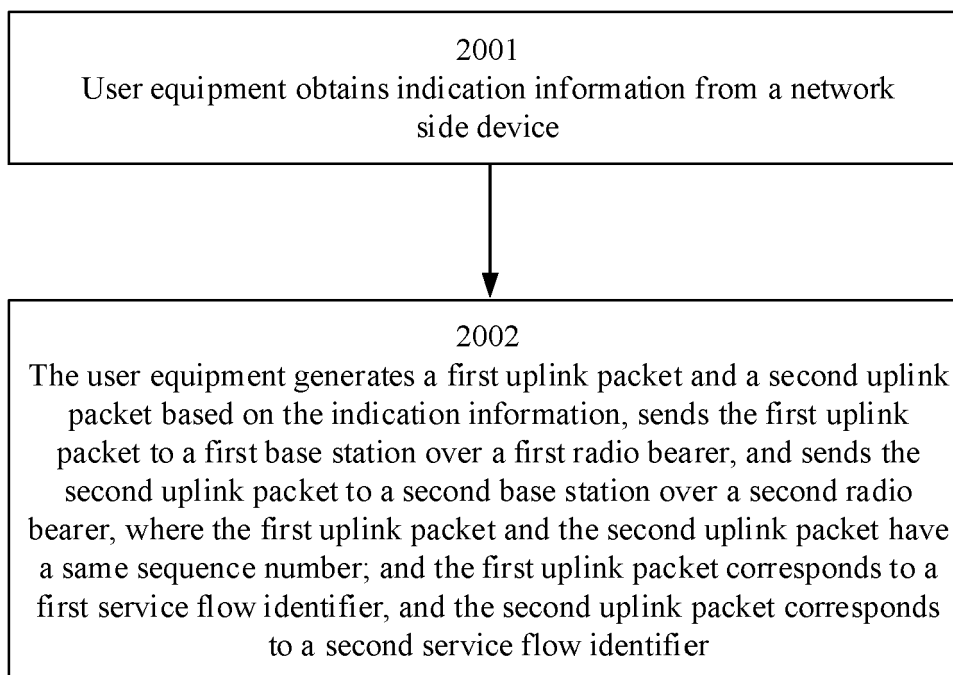 2001
User equipment obtains indication information from a network
side device
2002
The user equipment generates a first uplink packet and a second uplink
packet based on the indication information, sends the first uplink
packet to a first base station over a first radio bearer, and sends the
second uplink packet to a second base station over a second radio
bearer, where the first uplink packet and the second uplink packet have
a same sequence number; and the first uplink packet corresponds to a
first service flow identifier, and the second uplink packet corresponds
to a second service flow identifier